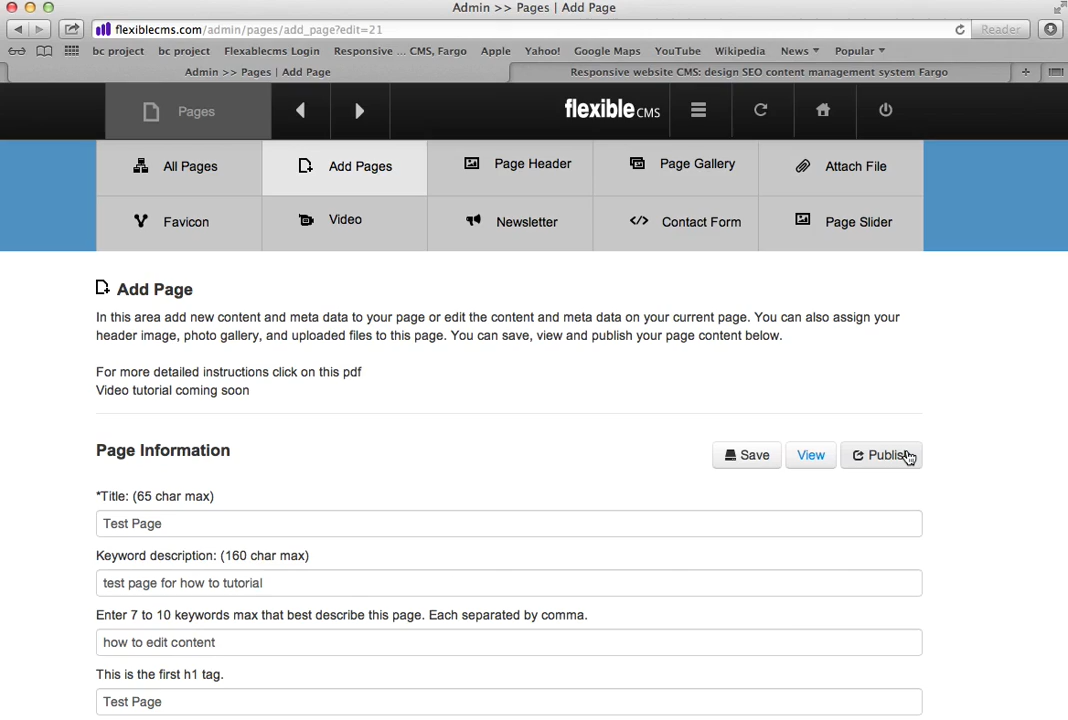 Admin >> Pages | Add Page
flexiblecms.com/admin/pages/add_page?edit=21
Reader
bc project bc project Flexablecms Login Responsive ... CMS, Fargo Apple Yahoo! Google Maps YouTube Wikipedia News Popular
Admin >> Pages | Add Page Responsive website CMS: design SEO content management system Fargo
Pages flexible CMS
All Pages Add Pages Page Header Page Gallery Attach File
Favicon Video Newsletter Contact Form Page Slider
Add Page
In this area add new content and meta data to your page or edit the content and meta data on your current page. You can also assign your
header image, photo gallery, and uploaded files to this page. You can save, view and publish your page content below.
For more detailed instructions click on this pdf
Video tutorial coming soon
Page Information Save View Publish
*Title: (65 char max)
Test Page
Keyword description: (160 char max)
test page for how to tutorial
Enter 7 to 10 keywords max that best describe this page. Each separated by comma.
how to edit content
This is the first h1 tag.
Test Page